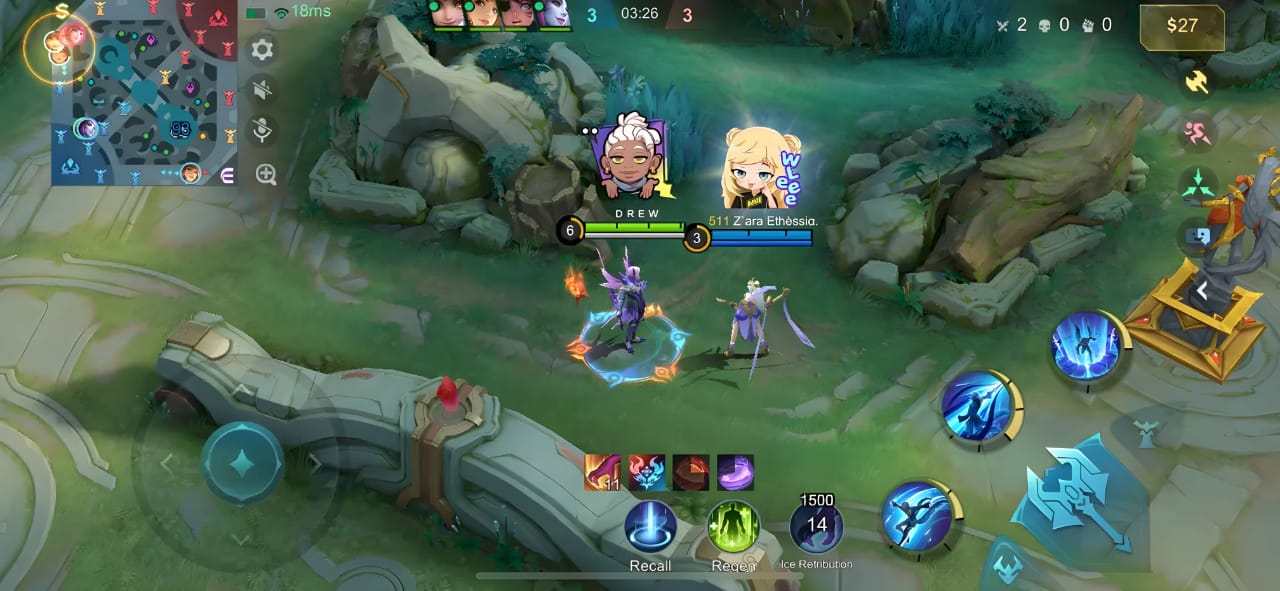 18ms
3 03:26 3
2 0 0
$27
S
WLeee
DREW
6
511 Z'ara Ethèssia.
3
11
1500
14
Recall
Regen
Ice Retribution